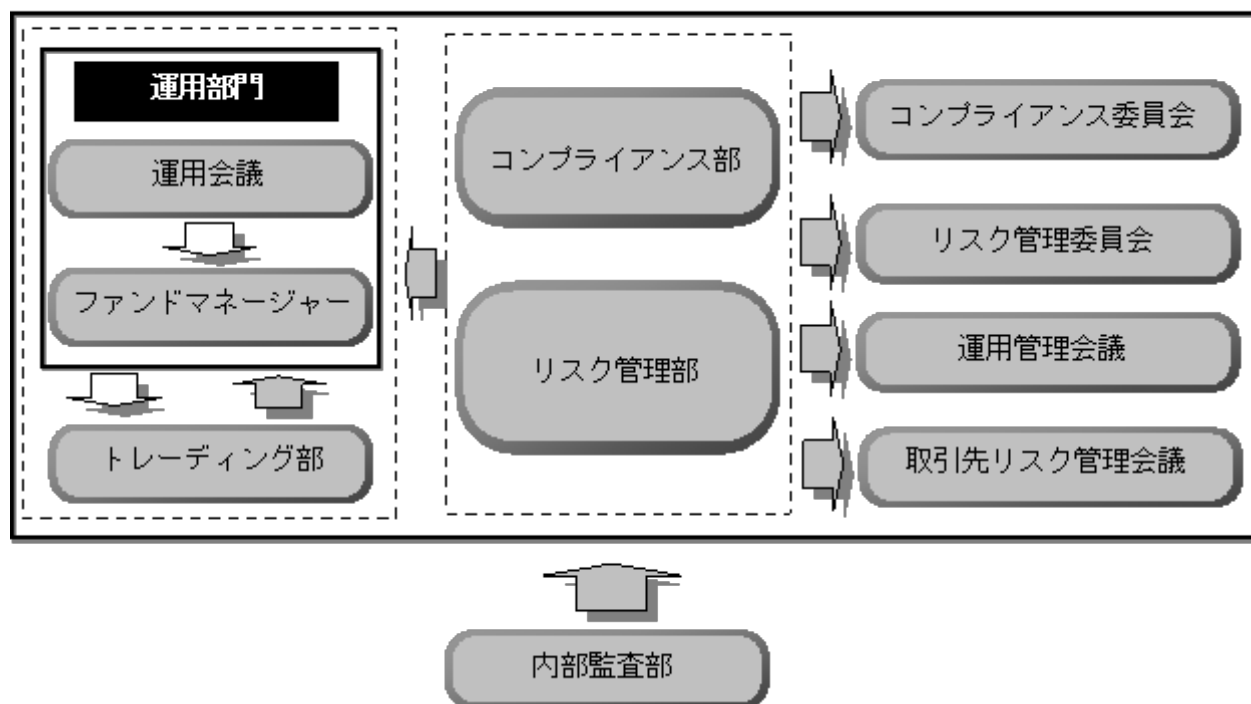 運用部門
運用会議
ファンドマネージャー
トレーディング部
コンプライアンス部
リスク管理部
コンプライアンス委員会
リスク管理委員会
運用管理会議
取引先リスク管理会議
内部監査部